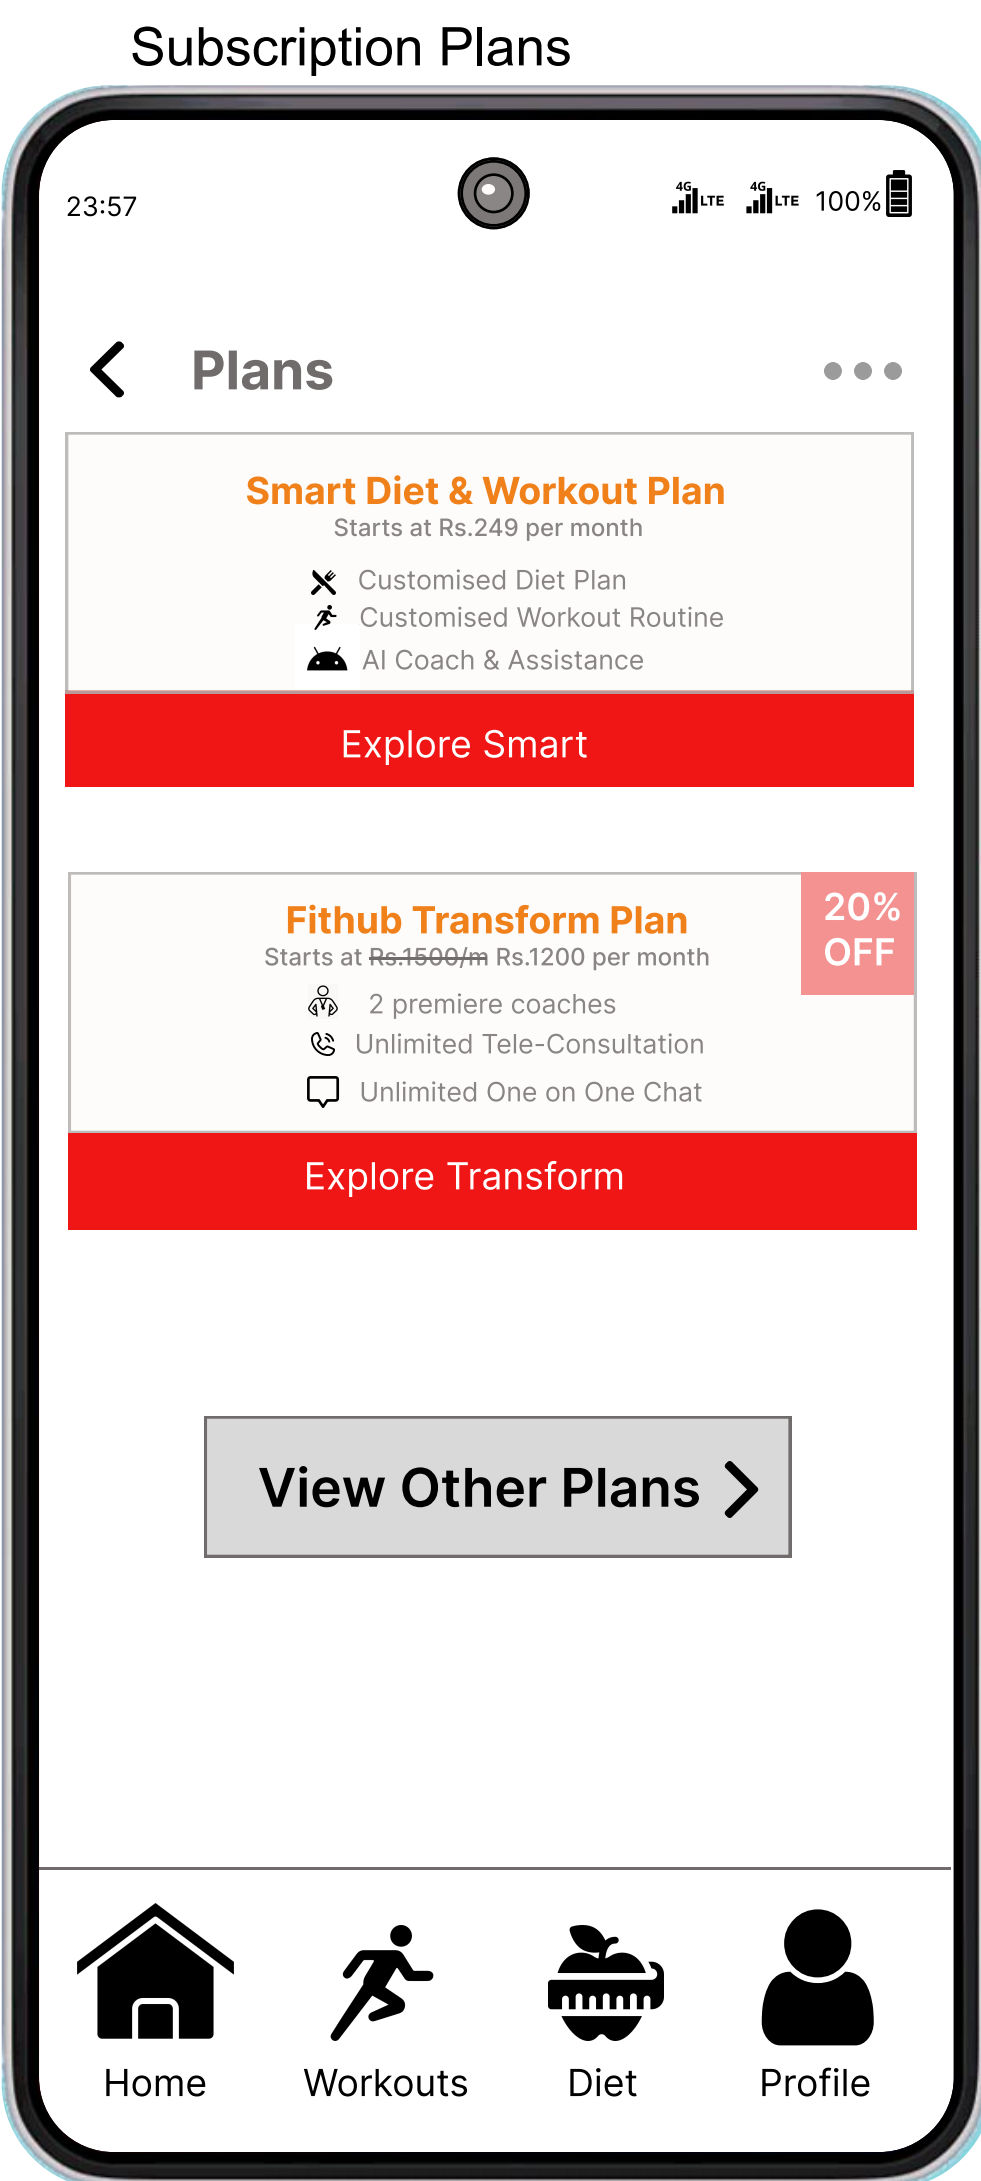 Subscription Plans
23:57
4G LTE 4G LTE 100%
Plans
Smart Diet & Workout Plan
Starts at Rs.249 per month
Customised Diet Plan
Customised Workout Routine
AI Coach & Assistance
Explore Smart
20%
OFF
Fithub Transform Plan
Starts at Rs.1500/m Rs.1200 per month
2 premiere coaches
Unlimited Tele-Consultation
Unlimited One on One Chat
Explore Transform
View Other Plans
Home Workouts Diet Profile